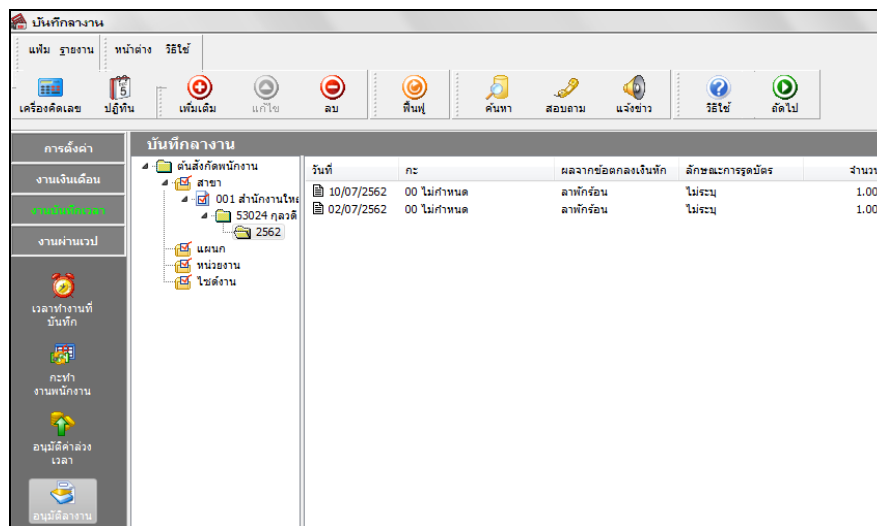 บันทึกลางาน
แฟ้ม รายงาน หน้าต่าง วิธีใช้
เครื่องคิดเลข ปฏิทิน เพิ่มเติม แก้ไข ลบ ฟื้นฟู ค้นหา สอบถาม แจ้งข่าว วิธีใช้ ถัดไป
การตั้งค่า
งานเงินเดือน
งานบันทึกเวลา
งานผ่านเวป
เวลาทำงานที่
บันทึก
กะทำ
งานพนักงาน
อนุมัติค่าล่วง
เวลา
อนุมัติลางาน
บันทึกลางาน
ต้นสังกัดพนักงาน
สาขา
001 สำนักงานให
53024 กุลวดี
2562
แผนก
หน่วยงาน
ไซด์งาน
วันที่ กะ ผลจากข้อตกลงเงินหัก ลักษณะการรูดบัตร จำนวน
10/07/2562 00 ไม่กำหนด ลาพักร้อน ไม่ระบุ 1.00
02/07/2562 00 ไม่กำหนด ลาพักร้อน ไม่ระบุ 1.00